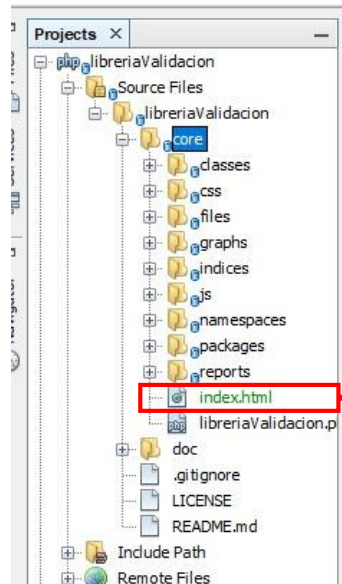 Projects
libreriaValidacion
Source Files
libreriaValidacion
core
classes
css
files
graphs
indices
js
namespaces
packages
reports
index.html
libreriaValidacion.p
doc
.gitignore
LICENSE
README.md
Include Path
Remote Files